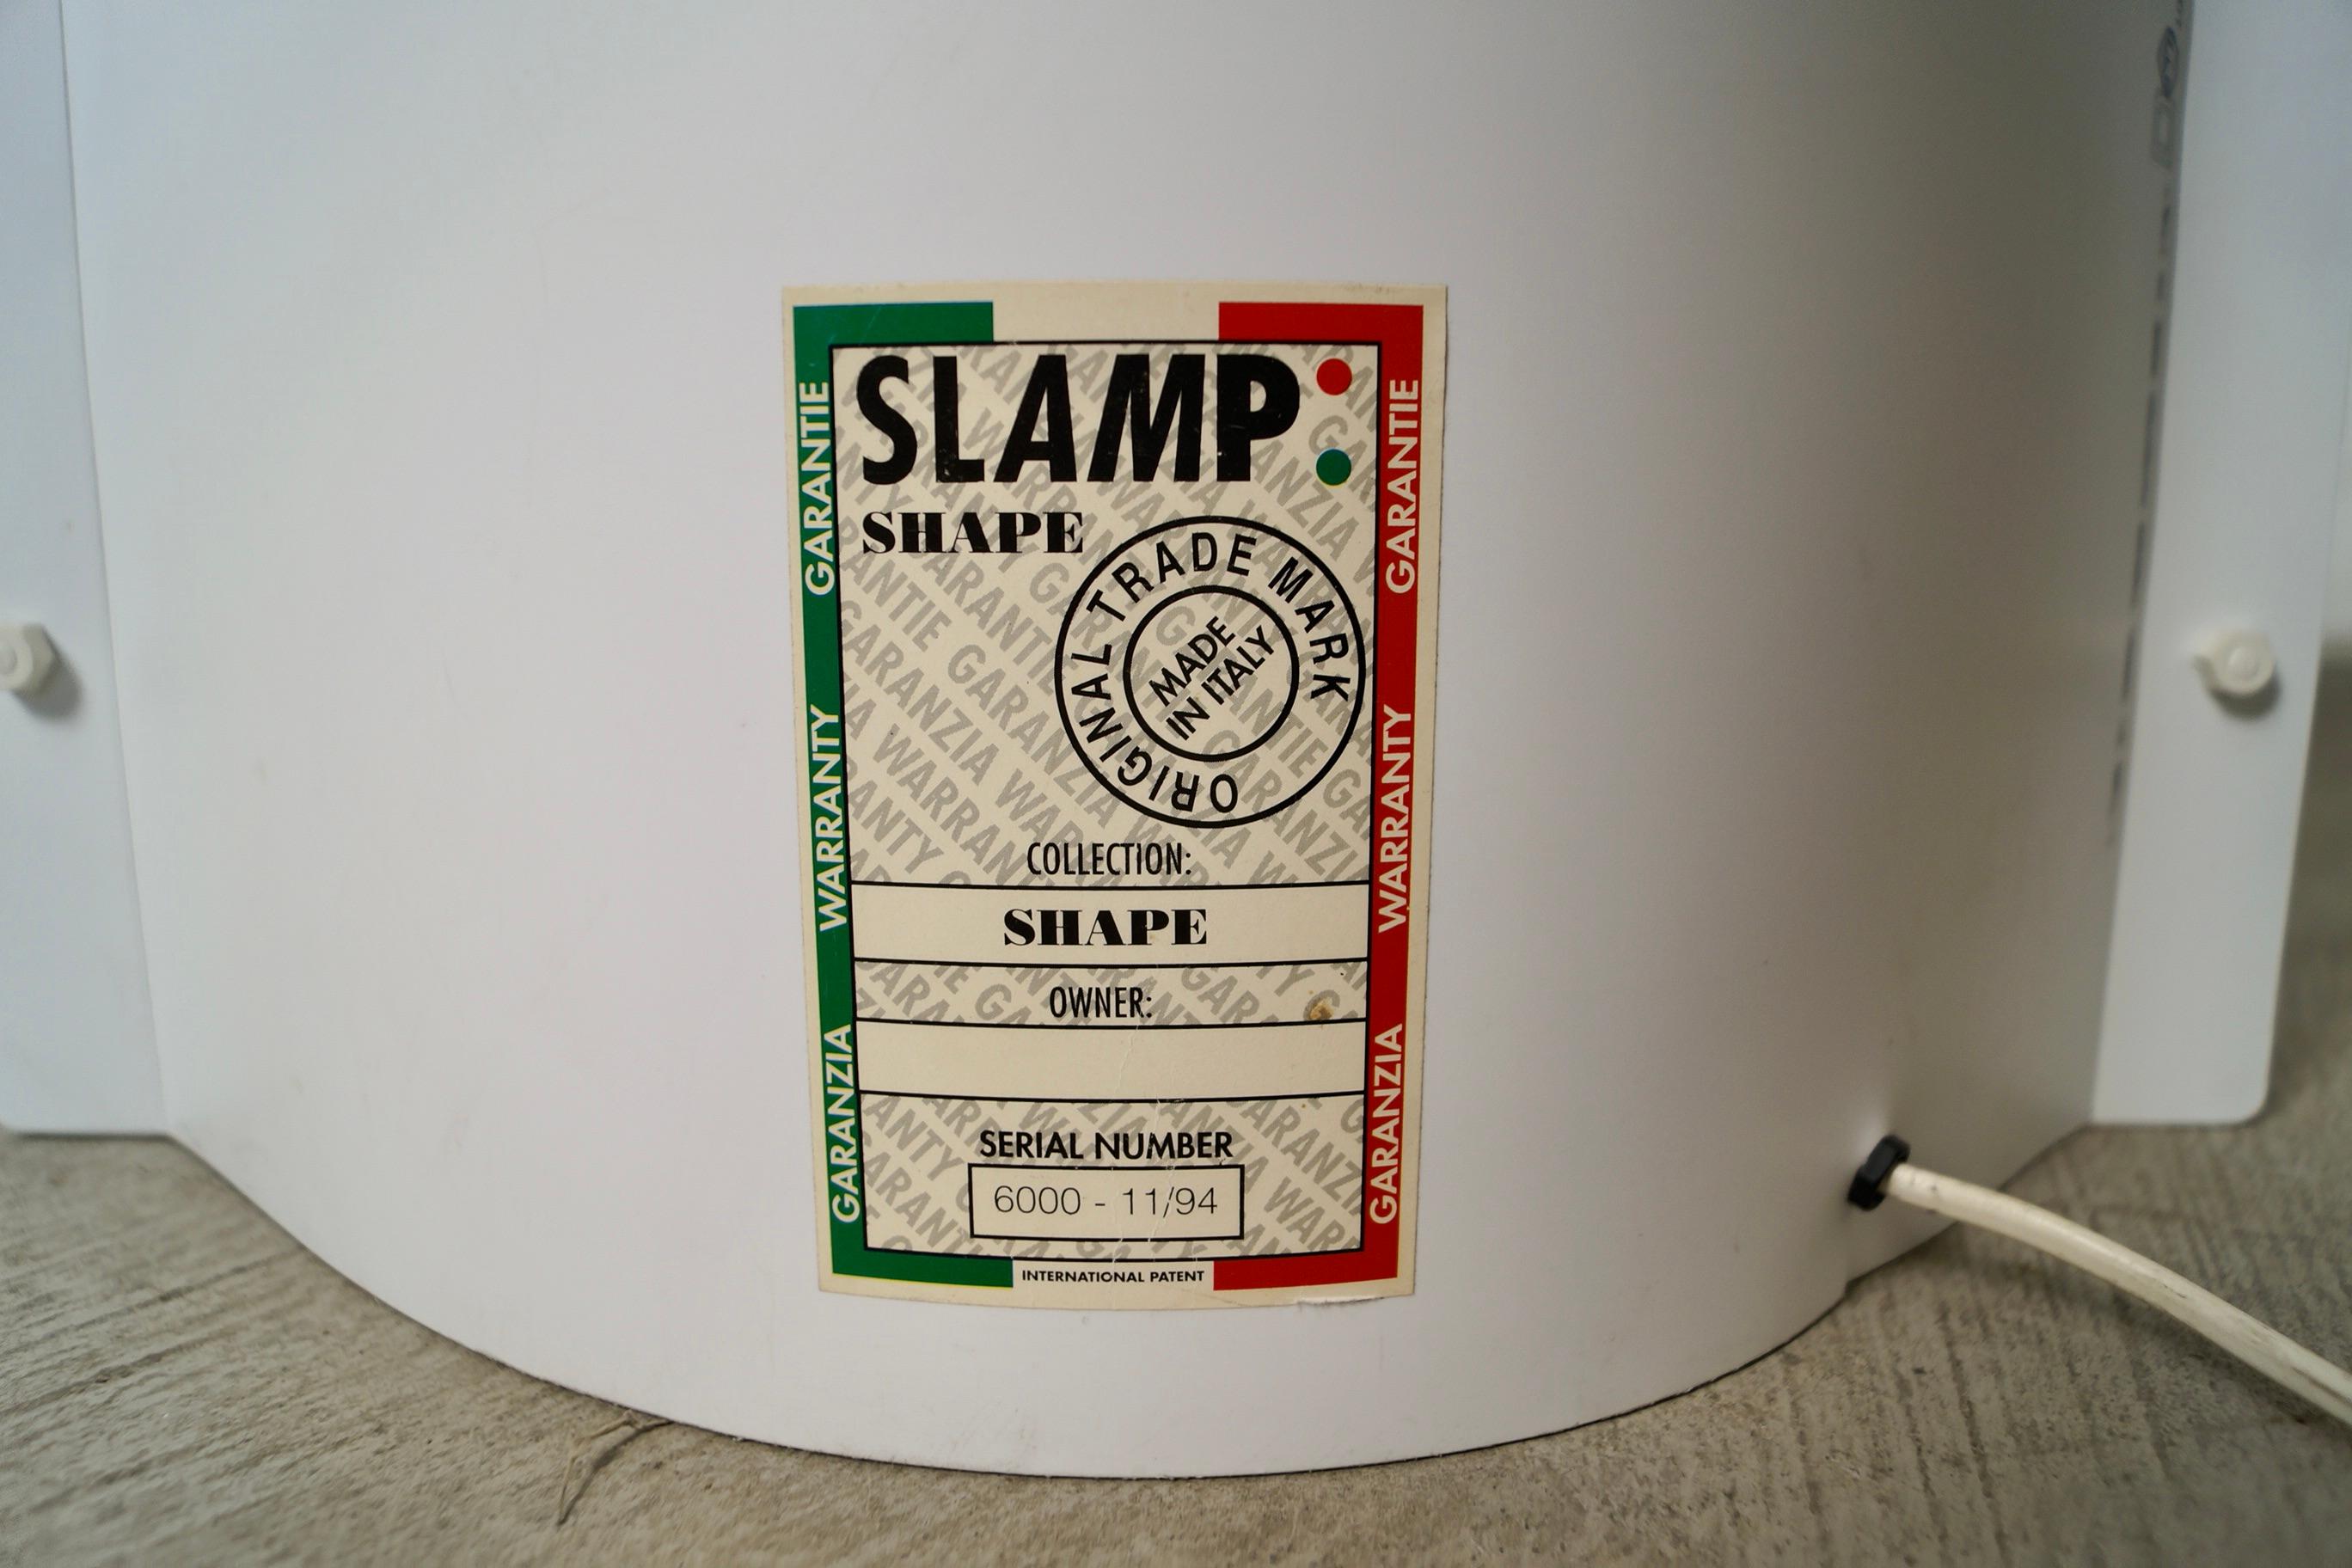 SLAMP:
SHAPE
ORIGINAL TRADE MARK
MADE
IN ITALY
COLLECTION:
SHAPE
OWNER:
SERIAL NUMBER
6000 - 11/94
INTERNATIONAL PATENT
GARANZIA WARRANTY GARANTIE
GARANZIA WARRANTY GARANTIE